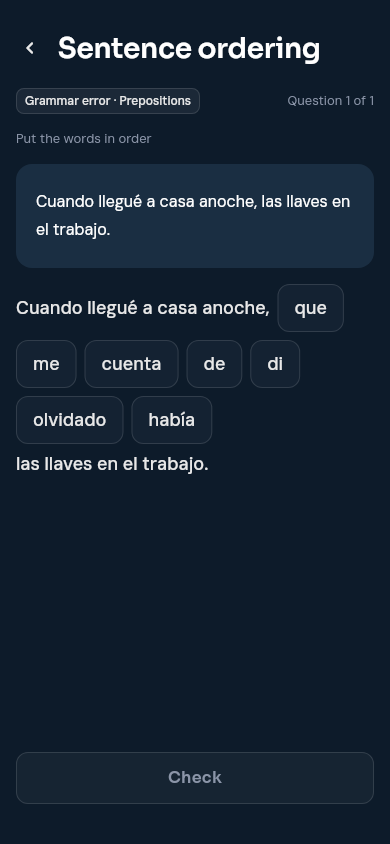 Sentence ordering
Grammar error · Prepositions
Question 1 of 1
Put the words in order
Cuando llegué a casa anoche, las llaves en
el trabajo.
Cuando llegué a casa anoche, que
me cuenta de di
olvidado había
las llaves en el trabajo.
Check